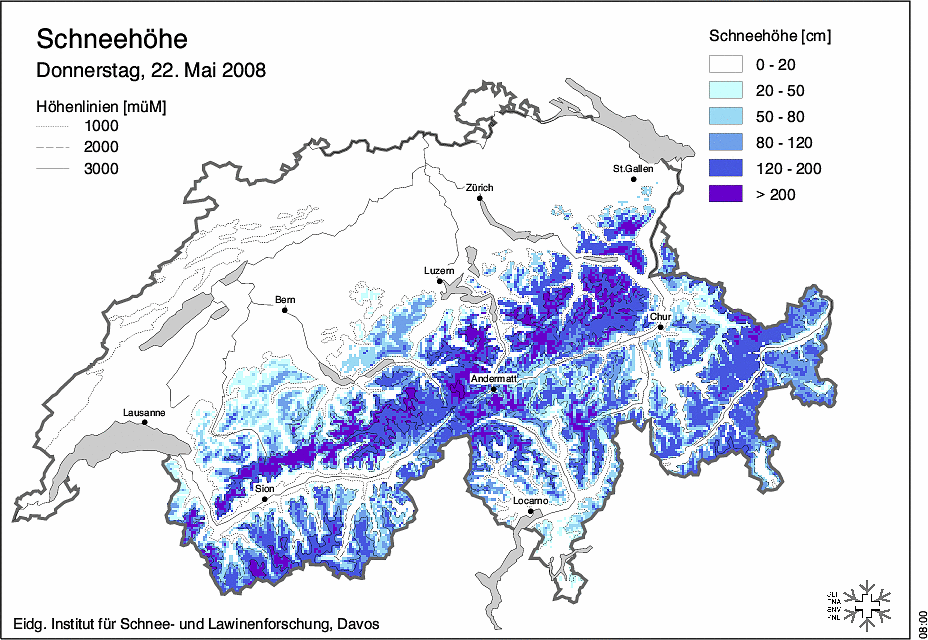 Schneehöhe
Donnerstag, 22. Mai 2008
Höhenlinien [müM]
1000
2000
3000
Schneehöhe [cm]
0 - 20
20 - 50
50 - 80
80 - 120
120 - 200
> 200
St.Gallen
Zürich
Luzern
Bern
Chur
Andermatt
Lausanne
Sion
Locarno
Eidg. Institut für Schnee- und Lawinenforschung, Davos
08:00